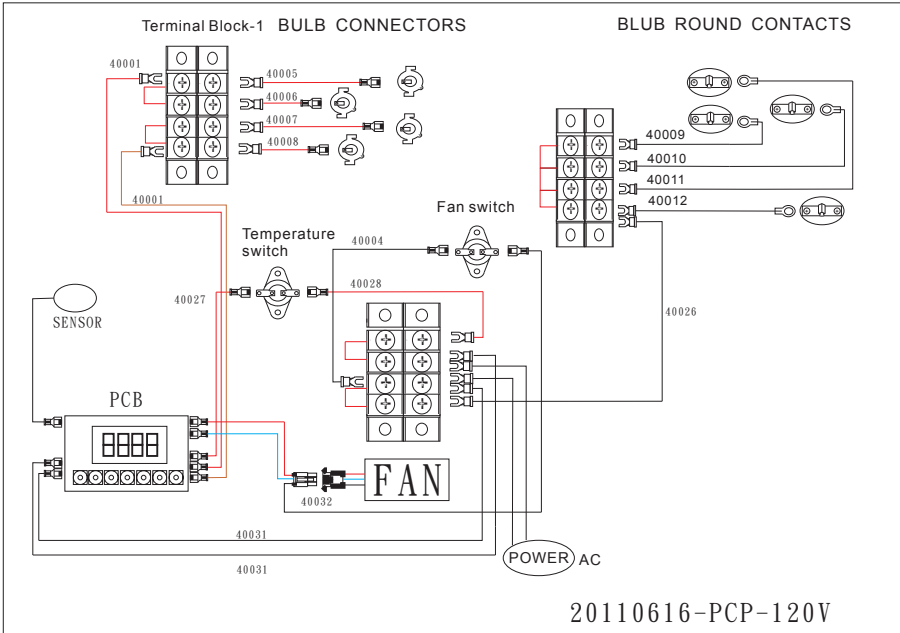 Terminal Block-1 BULB CONNECTORS
BLUB ROUND CONTACTS
40001
40005
40006
40007
40008
40009
40010
40011
40012
40001
Fan switch
Temperature
switch
40004
40027
40028
40026
SENSOR
PCB
8888
FAN
40032
40031
40031
POWER AC
20110616-PCP-120V